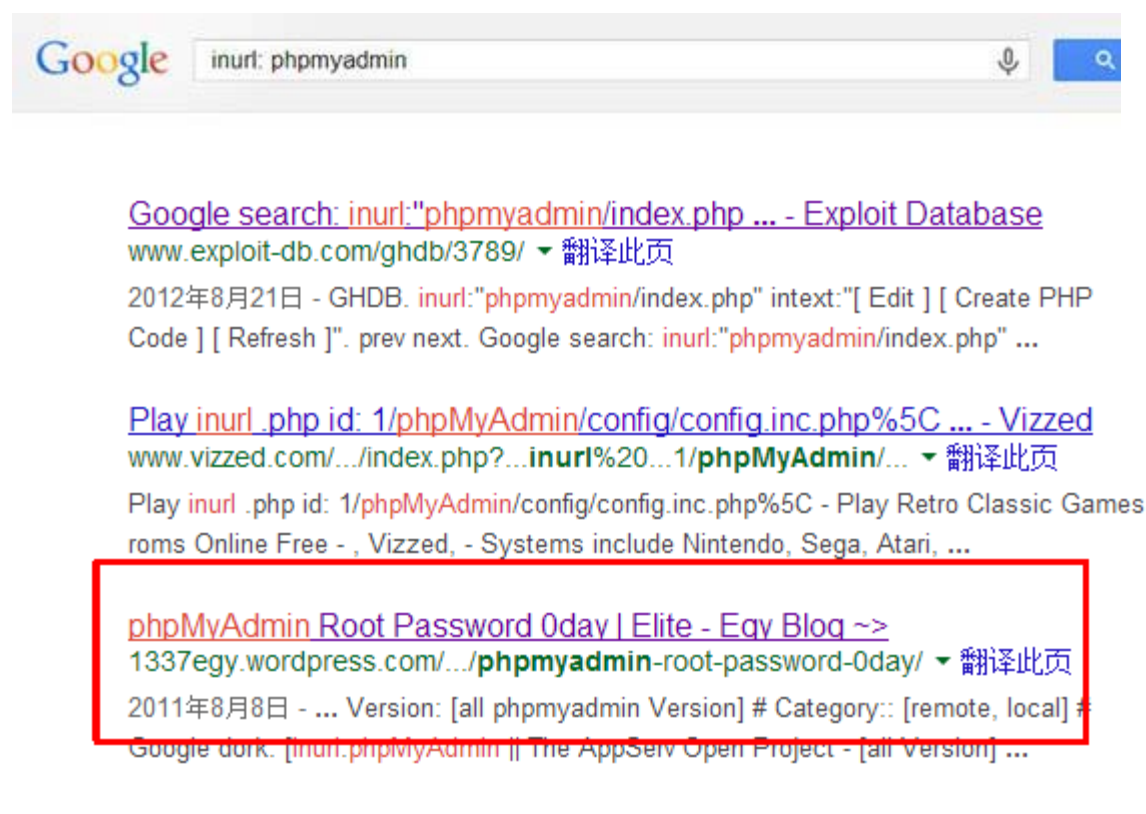 Google inurl: phpmyadmin
Google search: inurl:"phpmyadmin/index.php ... - Exploit Database
www.exploit-db.com/ghdb/3789/ 翻译此页
2012年8月21日 - GHDB. inurl:"phpmyadmin/index.php" intext:"[ Edit ] [ Create PHP
Code ] [ Refresh ]". prev next. Google search: inurl:"phpmyadmin/index.php" ...
Play inurl .php id: 1/phpMyAdmin/config/config.inc.php%5C ... - Vizzed
www.vizzed.com/.../index.php?...inurl%20...1/phpMyAdmin/... 翻译此页
Play inurl .php id: 1/phpMyAdmin/config/config.inc.php%5C - Play Retro Classic Games
roms Online Free - , Vizzed, - Systems include Nintendo, Sega, Atari, ...
phpMyAdmin Root Password 0day | Elite - Egy Blog ~>
1337egy.wordpress.com/.../phpmyadmin-root-password-0day/ 翻译此页
2011年8月8日 - ... Version: [all phpmyadmin Version] # Category:: [remote, local] #
Google dork. [inurl:phpMyAdmin || The AppServ Open Project - [all Version] ...